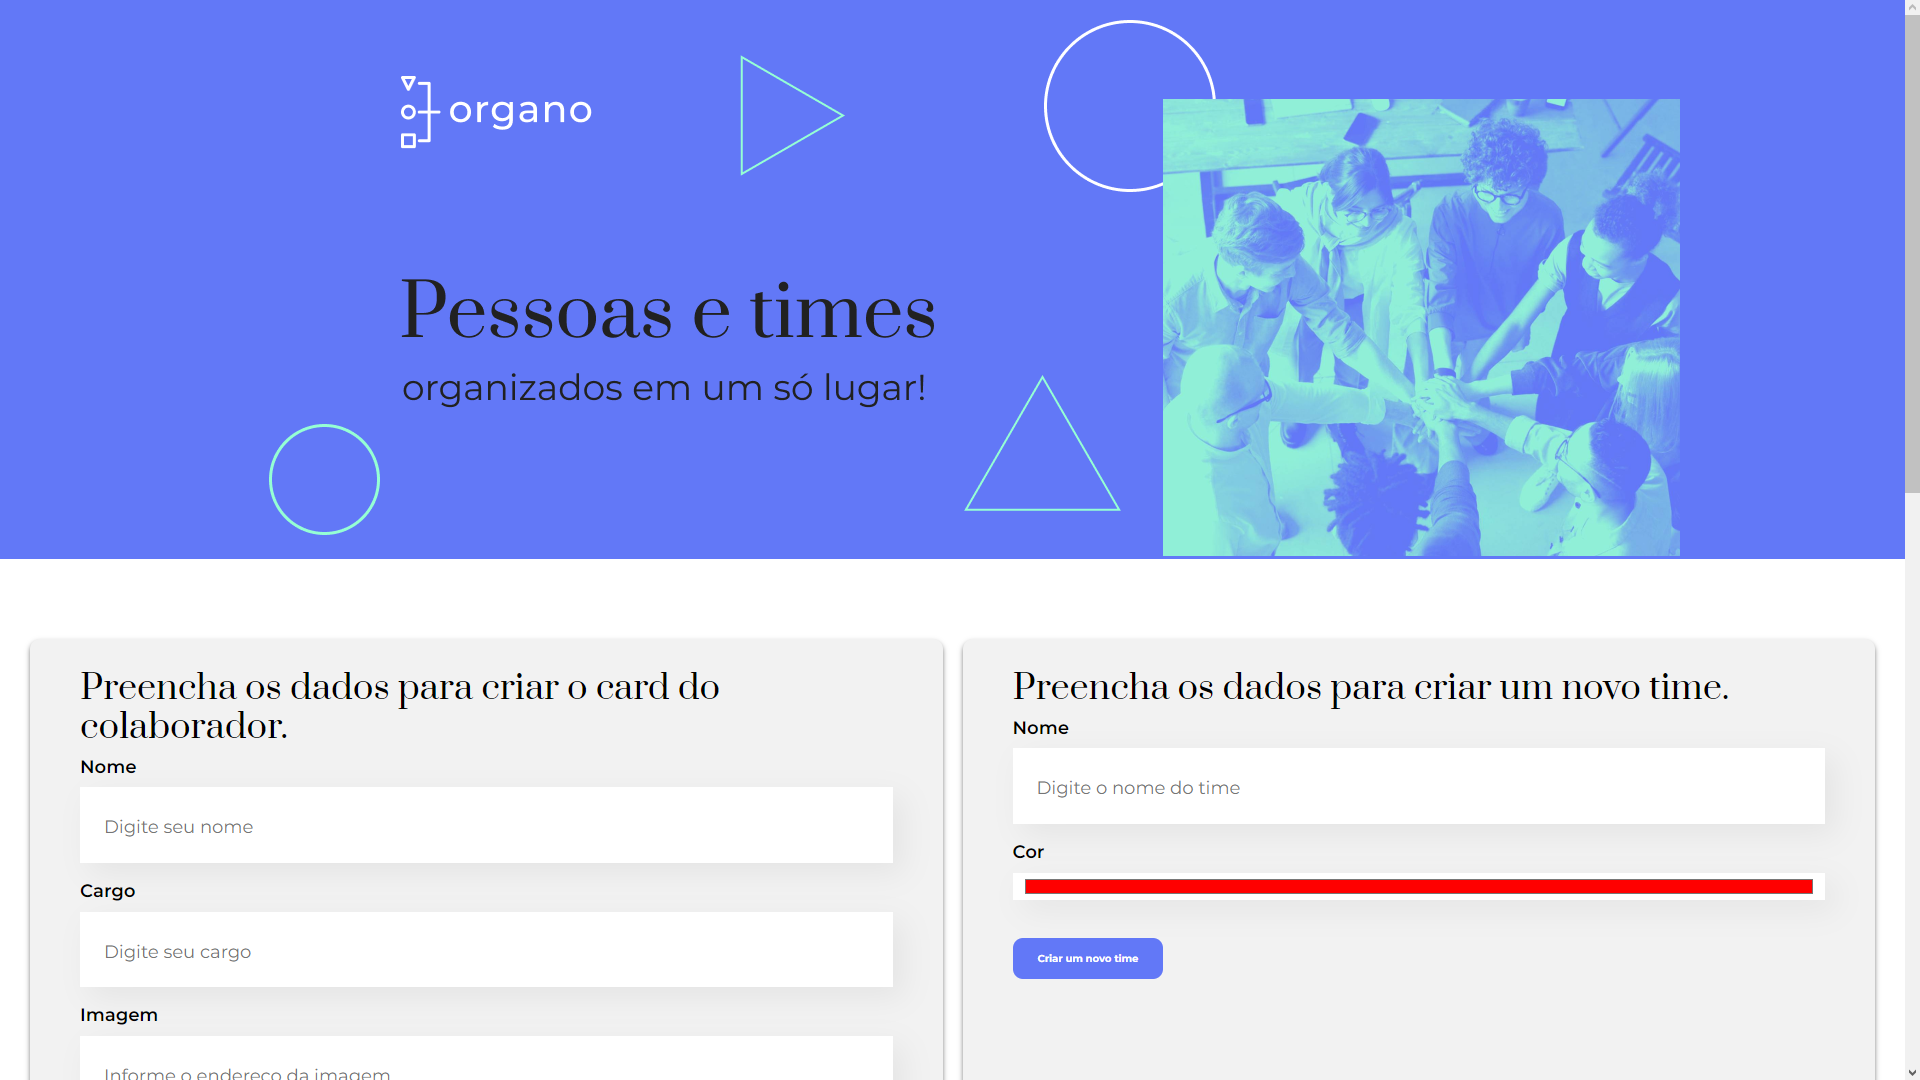 organo
Pessoas e times
organizados em um só lugar!
Preencha os dados para criar o card do
colaborador.
Nome
Digite seu nome
Cargo
Digite seu cargo
Imagem
Informe o endereço da imagem
Preencha os dados para criar um novo time.
Nome
Digite o nome do time
Cor
Criar um novo time